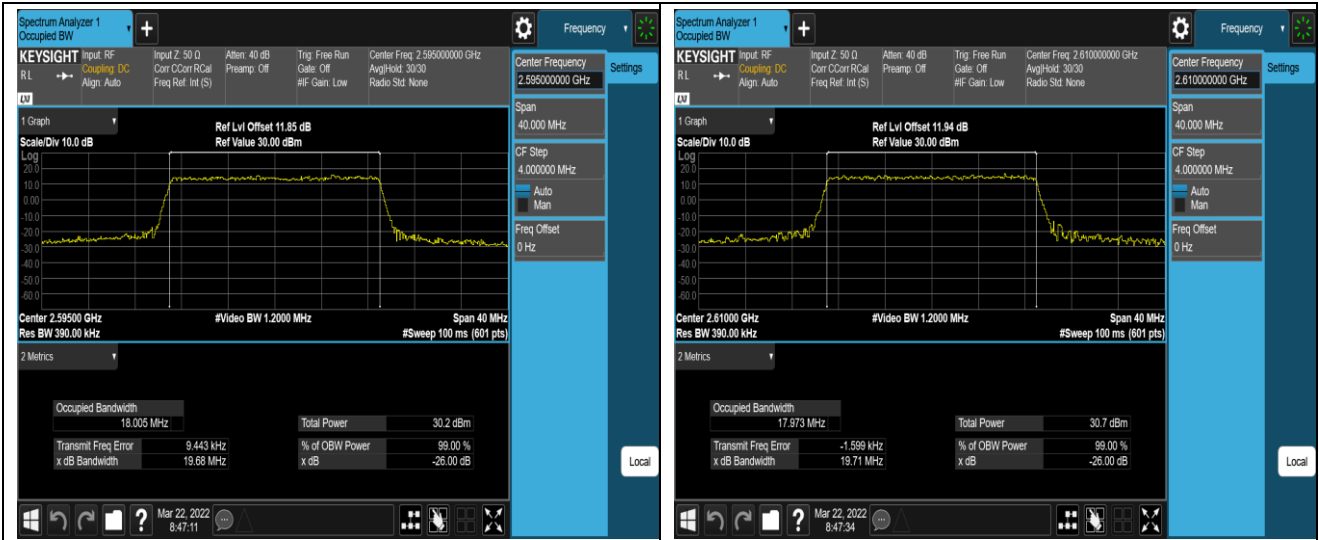 Spectrum Analyzer 1
Occupied BW
+
Frequency
KEYSIGHT
RL
LXI
Input: RF
Coupling: DC
Align: Auto
Input Z: 50 Ω
Corr CCorr RCal
Freq Ref: Int (S)
Atten: 40 dB
Preamp: Off
Trig: Free Run
Gate: Off
#IF Gain: Low
Center Freq: 2.595000000 GHz
Avg|Hold: 30/30
Radio Std: None
Center Frequency
2.595000000 GHz
Settings
Span
40.000 MHz
CF Step
4.000000 MHz
Auto
Man
Freq Offset
0 Hz
1 Graph
Scale/Div 10.0 dB
Ref Lvl Offset 11.85 dB
Ref Value 30.00 dBm
Log
20.0
10.0
0.00
-10.0
-20.0
-30.0
-40.0
-50.0
-60.0
Center 2.59500 GHz
#Video BW 1.2000 MHz
Span 40 MHz
Res BW 390.00 kHz
#Sweep 100 ms (601 pts)
2 Metrics
Occupied Bandwidth
18.005 MHz
Total Power 30.2 dBm
Transmit Freq Error 9.443 kHz
% of OBW Power 99.00 %
x dB Bandwidth 19.68 MHz
x dB -26.00 dB
Local
?
Mar 22, 2022
8:47:11
Spectrum Analyzer 1
Occupied BW
+
Frequency
KEYSIGHT
RL
LXI
Input: RF
Coupling: DC
Align: Auto
Input Z: 50 Ω
Corr CCorr RCal
Freq Ref: Int (S)
Atten: 40 dB
Preamp: Off
Trig: Free Run
Gate: Off
#IF Gain: Low
Center Freq: 2.610000000 GHz
Avg|Hold: 30/30
Radio Std: None
Center Frequency
2.610000000 GHz
Settings
Span
40.000 MHz
CF Step
4.000000 MHz
Auto
Man
Freq Offset
0 Hz
1 Graph
Scale/Div 10.0 dB
Ref Lvl Offset 11.94 dB
Ref Value 30.00 dBm
Log
20.0
10.0
0.00
-10.0
-20.0
-30.0
-40.0
-50.0
-60.0
Center 2.61000 GHz
#Video BW 1.2000 MHz
Span 40 MHz
Res BW 390.00 kHz
#Sweep 100 ms (601 pts)
2 Metrics
Occupied Bandwidth
17.973 MHz
Total Power 30.7 dBm
Transmit Freq Error -1.599 kHz
% of OBW Power 99.00 %
x dB Bandwidth 19.71 MHz
x dB -26.00 dB
Local
?
Mar 22, 2022
8:47:34